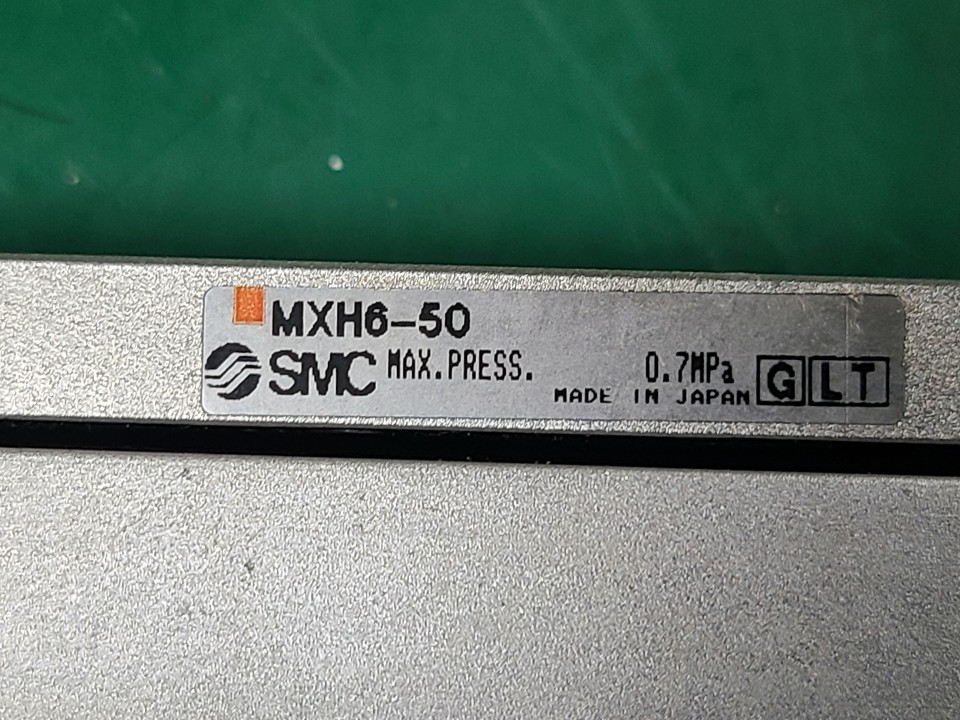 MXH6-50
SMC MAX.PRESS. 0.7MPa
MADE IN JAPAN G LT